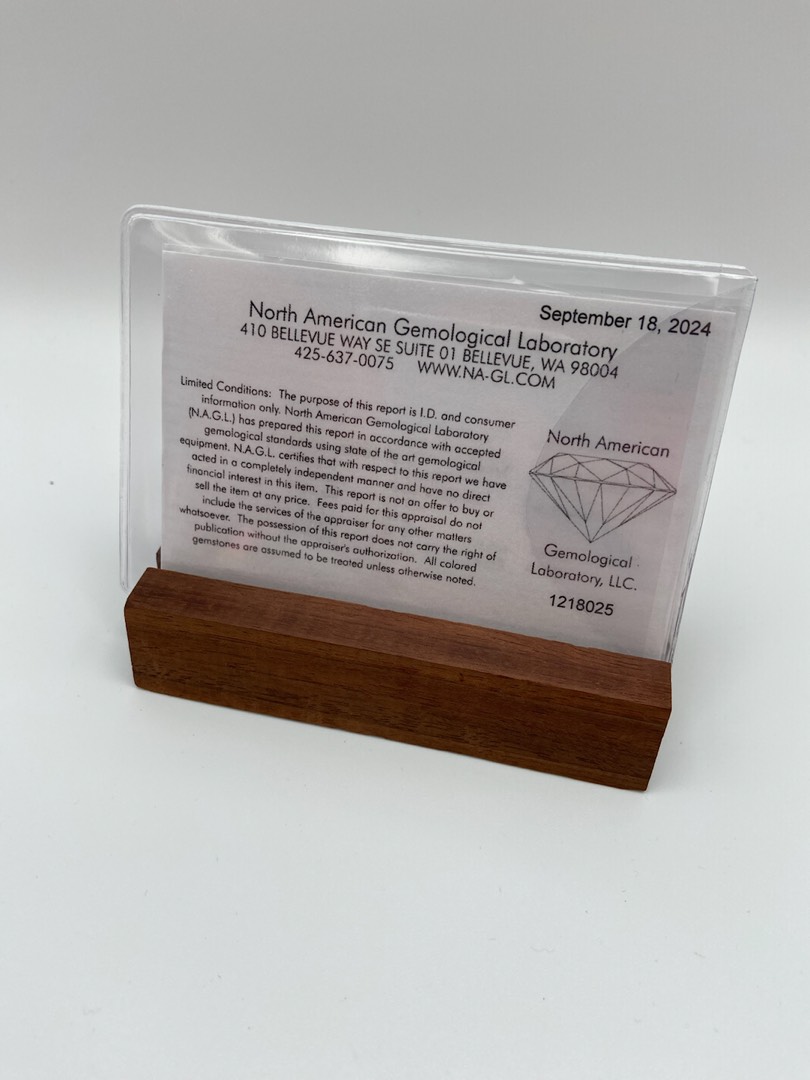 September 18, 2024
North American Gemological Laboratory
410 BELLEVUE WAY SE SUITE 01 BELLEVUE, WA 98004
425-637-0075 WWW.NA-GL.COM
Limited Conditions: The purpose of this report is I.D. and consumer
information only. North American Gemological Laboratory
(N.A.G.L.) has prepared this report in accordance with accepted
gemological standards using state of the art gemological
equipment. N.A.G.L. certifies that with respect to this report we have
acted in a completely independent manner and have no direct
financial interest in this item. This report is not an offer to buy or
sell the item at any price. Fees paid for this appraisal do not
include the services of the appraiser for any other matters
whatsoever. The possession of this report does not carry the right of
publication without the appraiser's authorization. All colored
gemstones are assumed to be treated unless otherwise noted.
North American
Gemological
Laboratory, LLC.
1218025